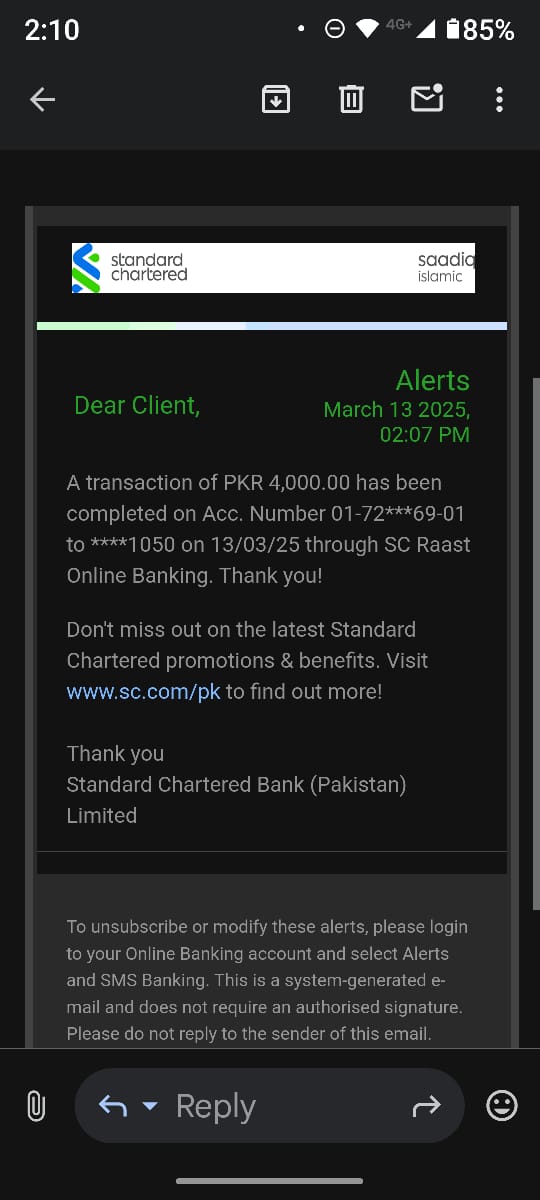 2:10
4G+
85%
standard
chartered
saadiq
islamic
Alerts
Dear Client,
March 13 2025,
02:07 PM
A transaction of PKR 4,000.00 has been
completed on Acc. Number 01-72***69-01
to ****1050 on 13/03/25 through SC Raast
Online Banking. Thank you!
Don't miss out on the latest Standard
Chartered promotions & benefits. Visit
www.sc.com/pk to find out more!
Thank you
Standard Chartered Bank (Pakistan)
Limited
To unsubscribe or modify these alerts, please login
to your Online Banking account and select Alerts
and SMS Banking. This is a system-generated e-
mail and does not require an authorised signature.
Please do not reply to the sender of this email.
Reply